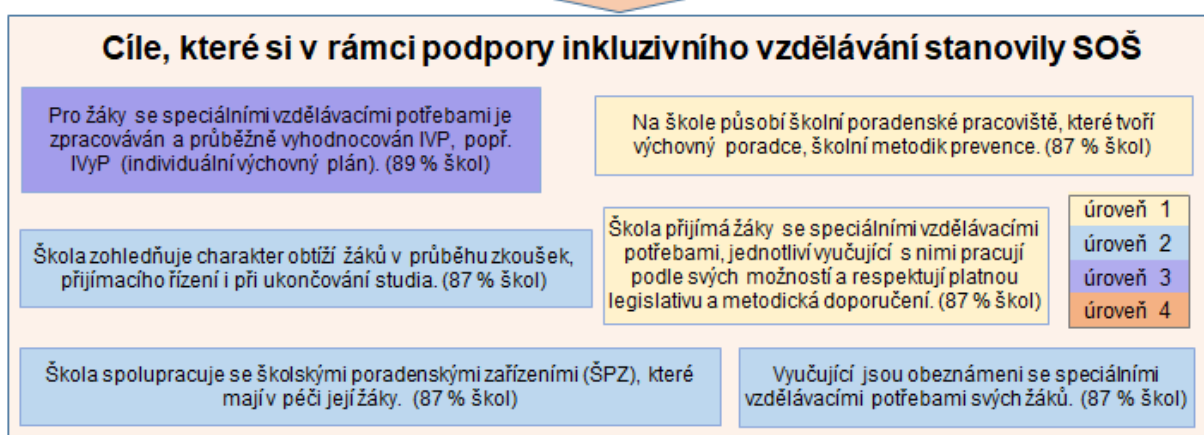 Cíle, které si v rámci podpory inkluzivního vzdělávání stanovily SOŠ
Pro žáky se speciálními vzdělávacími potřebami je
zpracováván a průběžně vyhodnocován IVP, popř.
IVyP (individuální výchovný plán). (89 % škol)
Na škole působí školní poradenské pracoviště, které tvoří
výchovný poradce, školní metodik prevence. (87 % škol)
Škola zohledňuje charakter obtíží žáků v průběhu zkoušek,
přijímacího řízení i při ukončování studia. (87 % škol)
Škola přijímá žáky se speciálními vzdělávacími
potřebami, jednotliví vyučující s nimi pracují
podle svých možností a respektují platnou
legislativu a metodická doporučení. (87 % škol)
úroveň 1
úroveň 2
úroveň 3
úroveň 4
Škola spolupracuje se školskými poradenskými zařízeními (ŠPZ), které
mají v péči její žáky. (87 % škol)
Vyučující jsou obeznámeni se speciálními
vzdělávacími potřebami svých žáků. (87 % škol)